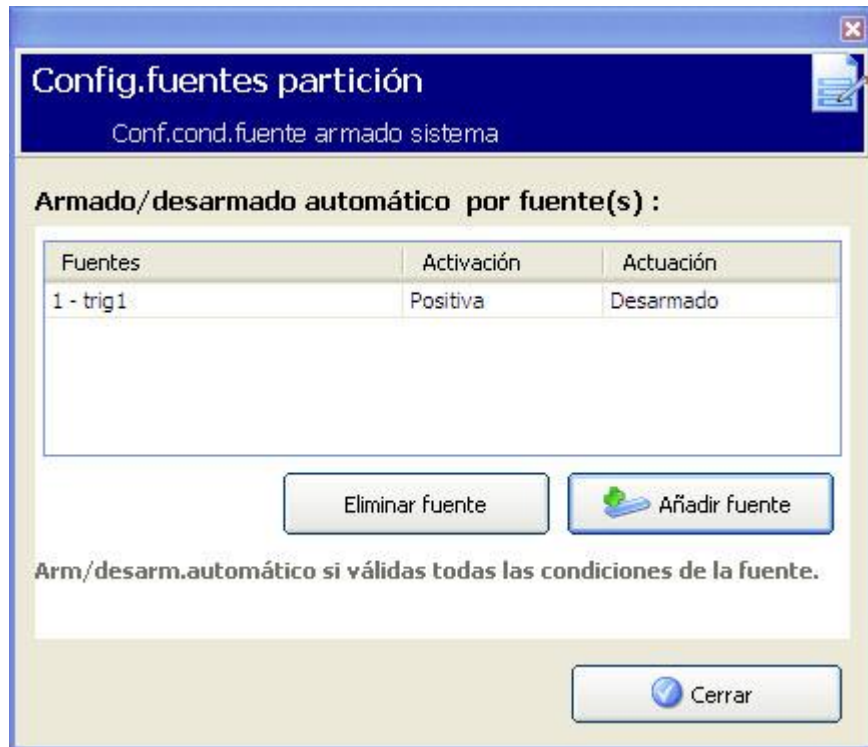 Config.fuentes partición
Conf.cond.fuente armado sistema
Armado/desarmado automático por fuente(s) :
Fuentes Activación Actuación
1 - trig1 Positiva Desarmado
Eliminar fuente Añadir fuente
Arm/desarm.automático si válidas todas las condiciones de la fuente.
Cerrar